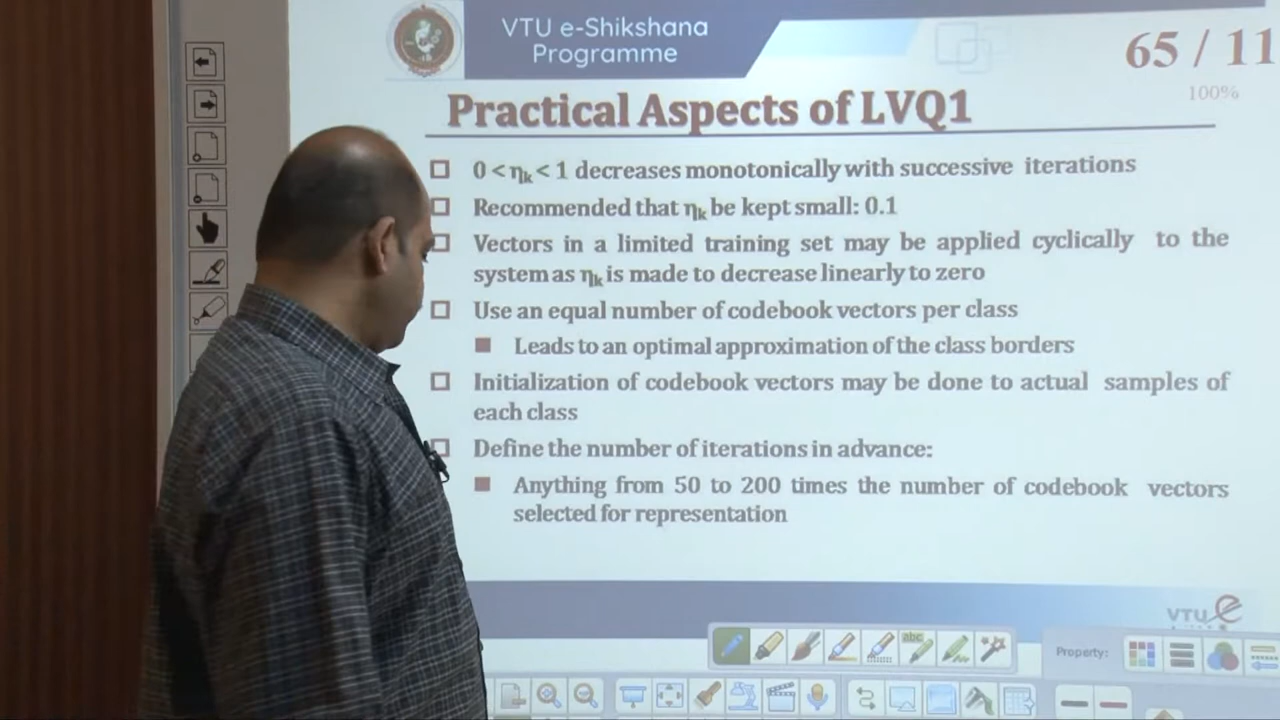 VTU e-Shikshana
Programme
65 / 11
100%
Practical Aspects of LVQ1
0 < ηk < 1 decreases monotonically with successive iterations
Recommended that ηk be kept small: 0.1
Vectors in a limited training set may be applied cyclically to the
system as ηk is made to decrease linearly to zero
Use an equal number of codebook vectors per class
Leads to an optimal approximation of the class borders
Initialization of codebook vectors may be done to actual samples of
each class
Define the number of iterations in advance:
Anything from 50 to 200 times the number of codebook vectors
selected for representation
VTU e
abc
Property: